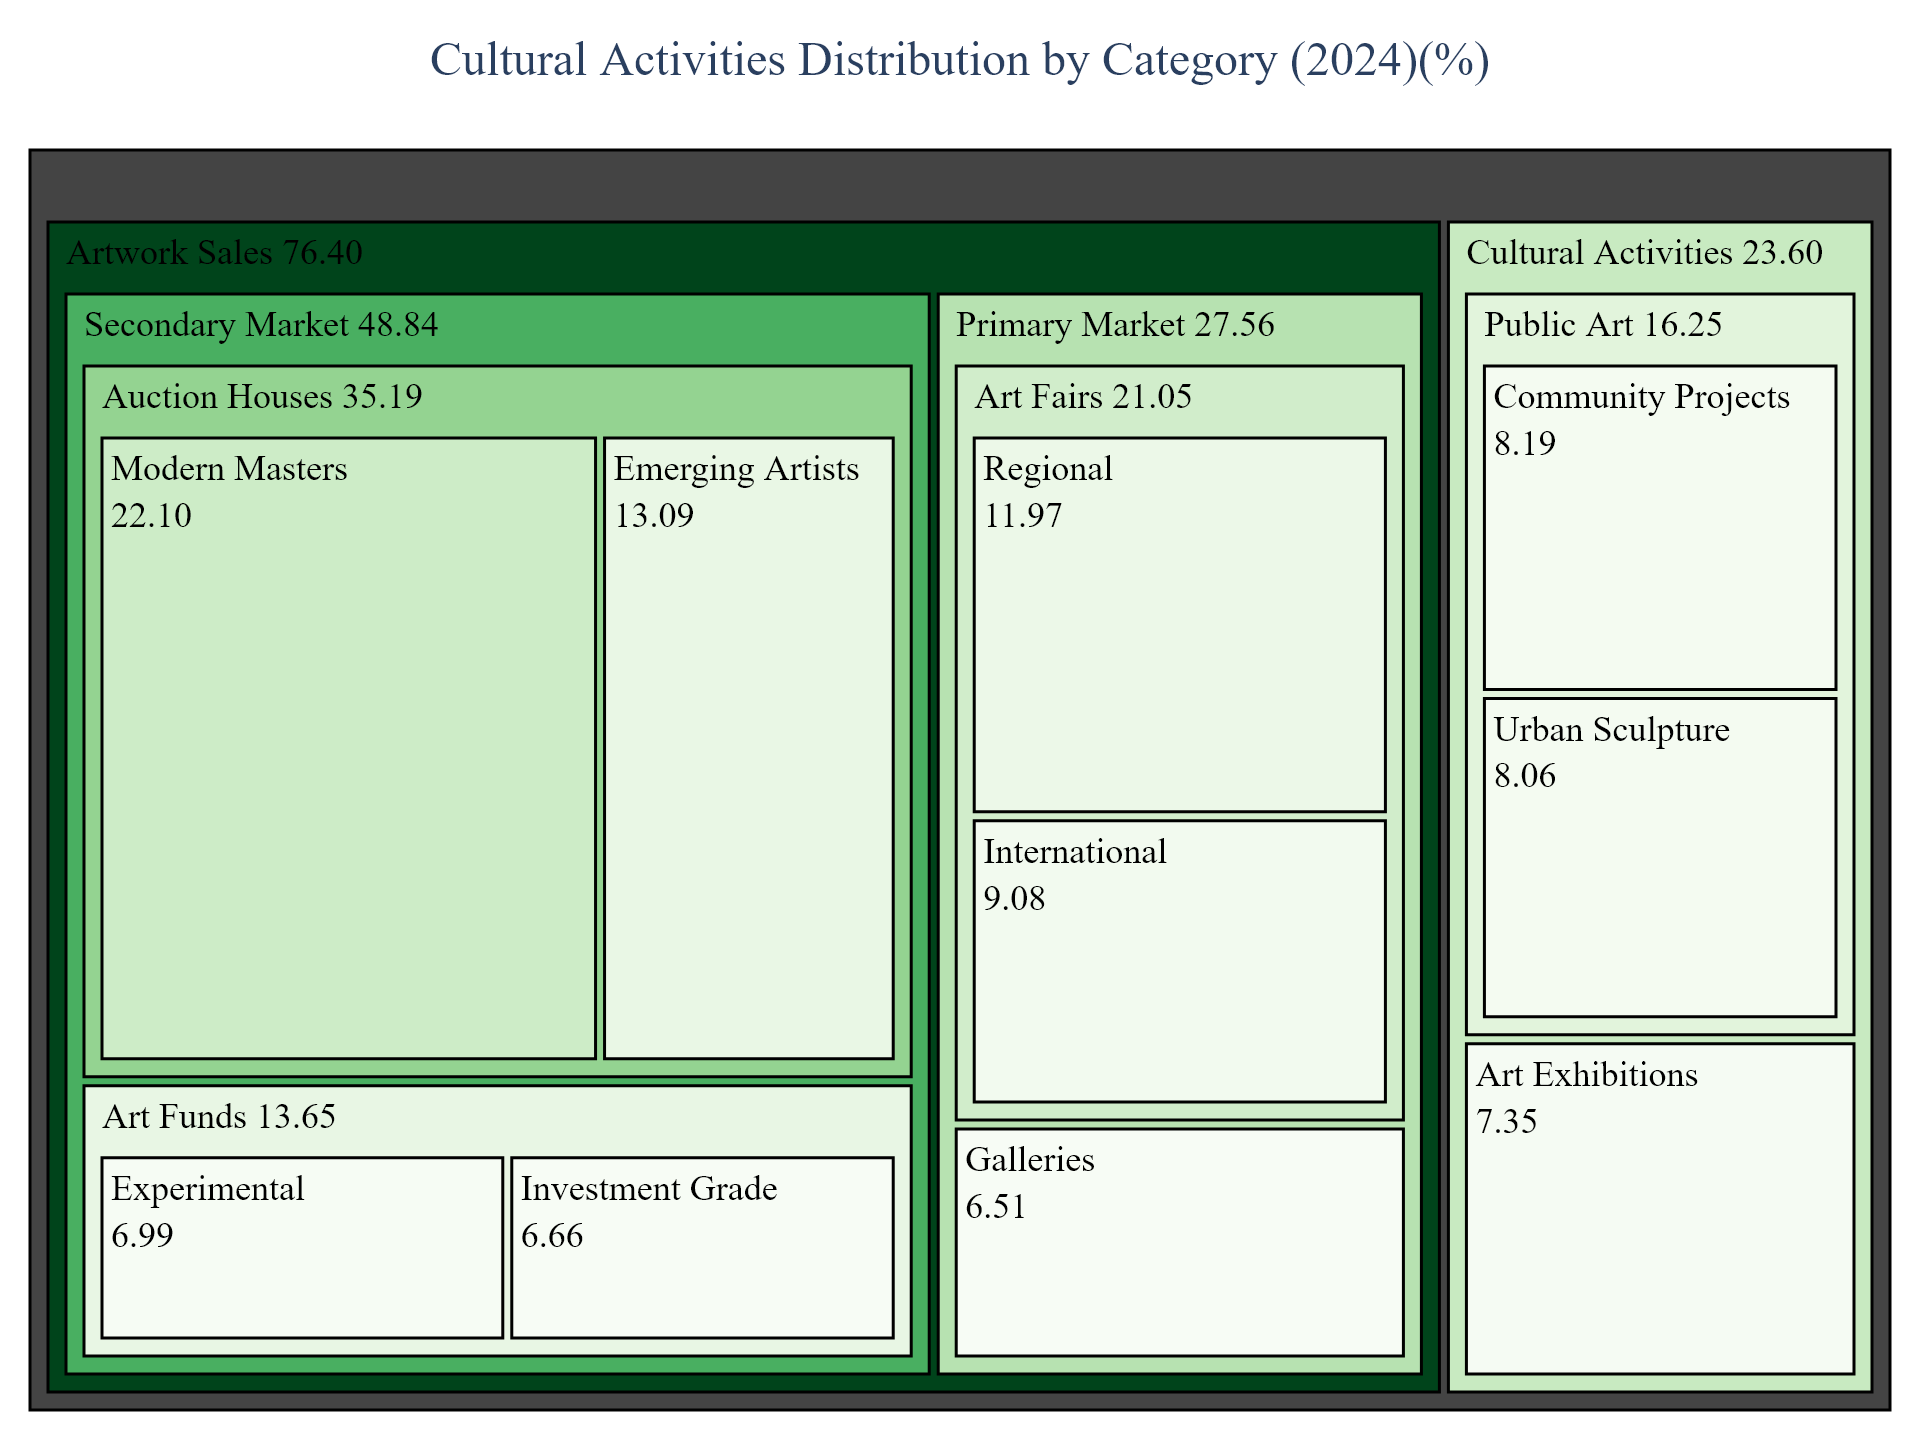 Cultural Activities Distribution by Category (2024)(%)
Artwork Sales 76.40
Secondary Market 48.84
Auction Houses 35.19
Modern Masters
22.10
Emerging Artists
13.09
Art Funds 13.65
Experimental
6.99
Investment Grade
6.66
Primary Market 27.56
Art Fairs 21.05
Regional
11.97
International
9.08
Galleries
6.51
Cultural Activities 23.60
Public Art 16.25
Community Projects
8.19
Urban Sculpture
8.06
Art Exhibitions
7.35